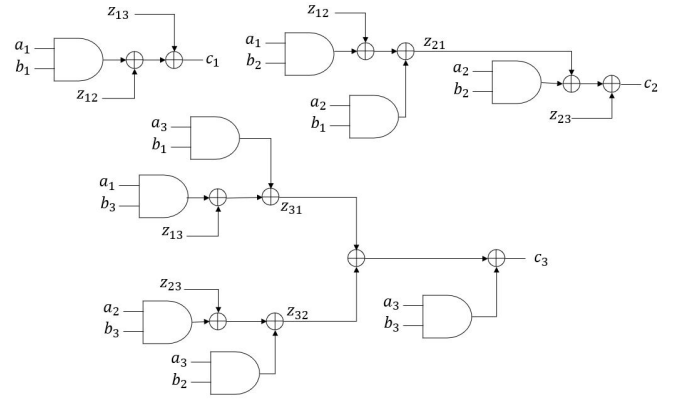 z₁₃
a₁
b₁
z₁₂
c₁
z₁₂
a₁
b₂
z₂₁
a₂
b₁
a₂
b₂
z₂₃
c₂
a₃
b₁
a₁
b₃
z₁₃
z₃₁
z₂₃
a₂
b₃
z₃₂
a₃
b₂
a₃
b₃
c₃